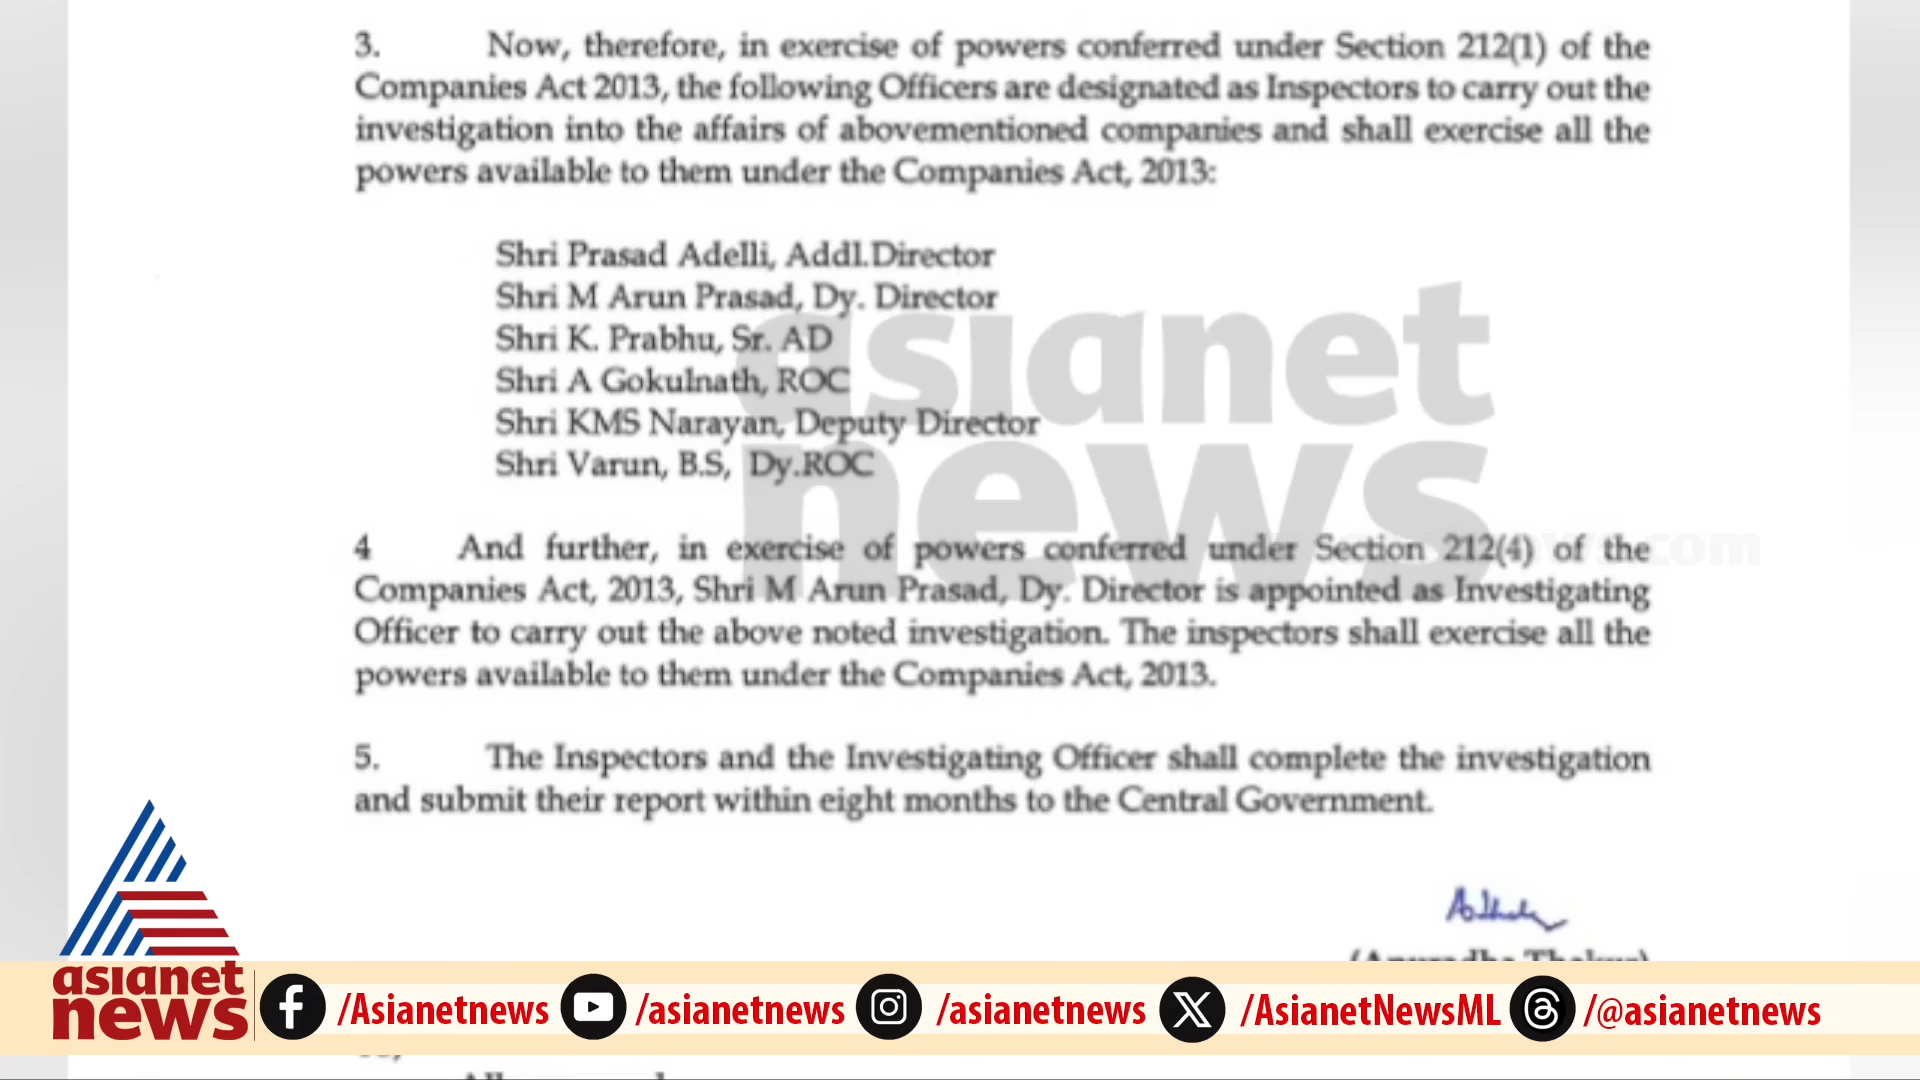 3. Now, therefore, in exercise of powers conferred under Section 212(1) of the
Companies Act 2013, the following Officers are designated as Inspectors to carry out the
investigation into the affairs of abovementioned companies and shall exercise all the
powers available to them under the Companies Act, 2013:
Shri Prasad Adelli, Addl.Director
Shri M Arun Prasad, Dy. Director
Shri K. Prabhu, Sr. AD
Shri A Gokulnath, ROC
Shri KMS Narayan, Deputy Director
Shri Varun, B.S, Dy.ROC
asianet
news
4 And further, in exercise of powers conferred under Section 212(4) of the
Companies Act, 2013, Shri M Arun Prasad, Dy. Director is appointed as Investigating
Officer to carry out the above noted investigation. The inspectors shall exercise all the
powers available to them under the Companies Act, 2013.
5. The Inspectors and the Investigating Officer shall complete the investigation
and submit their report within eight months to the Central Government.
(Anuradha Thakur)
asianet
news
/Asianetnews /asianetnews /asianetnews /AsianetNewsML /@asianetnews